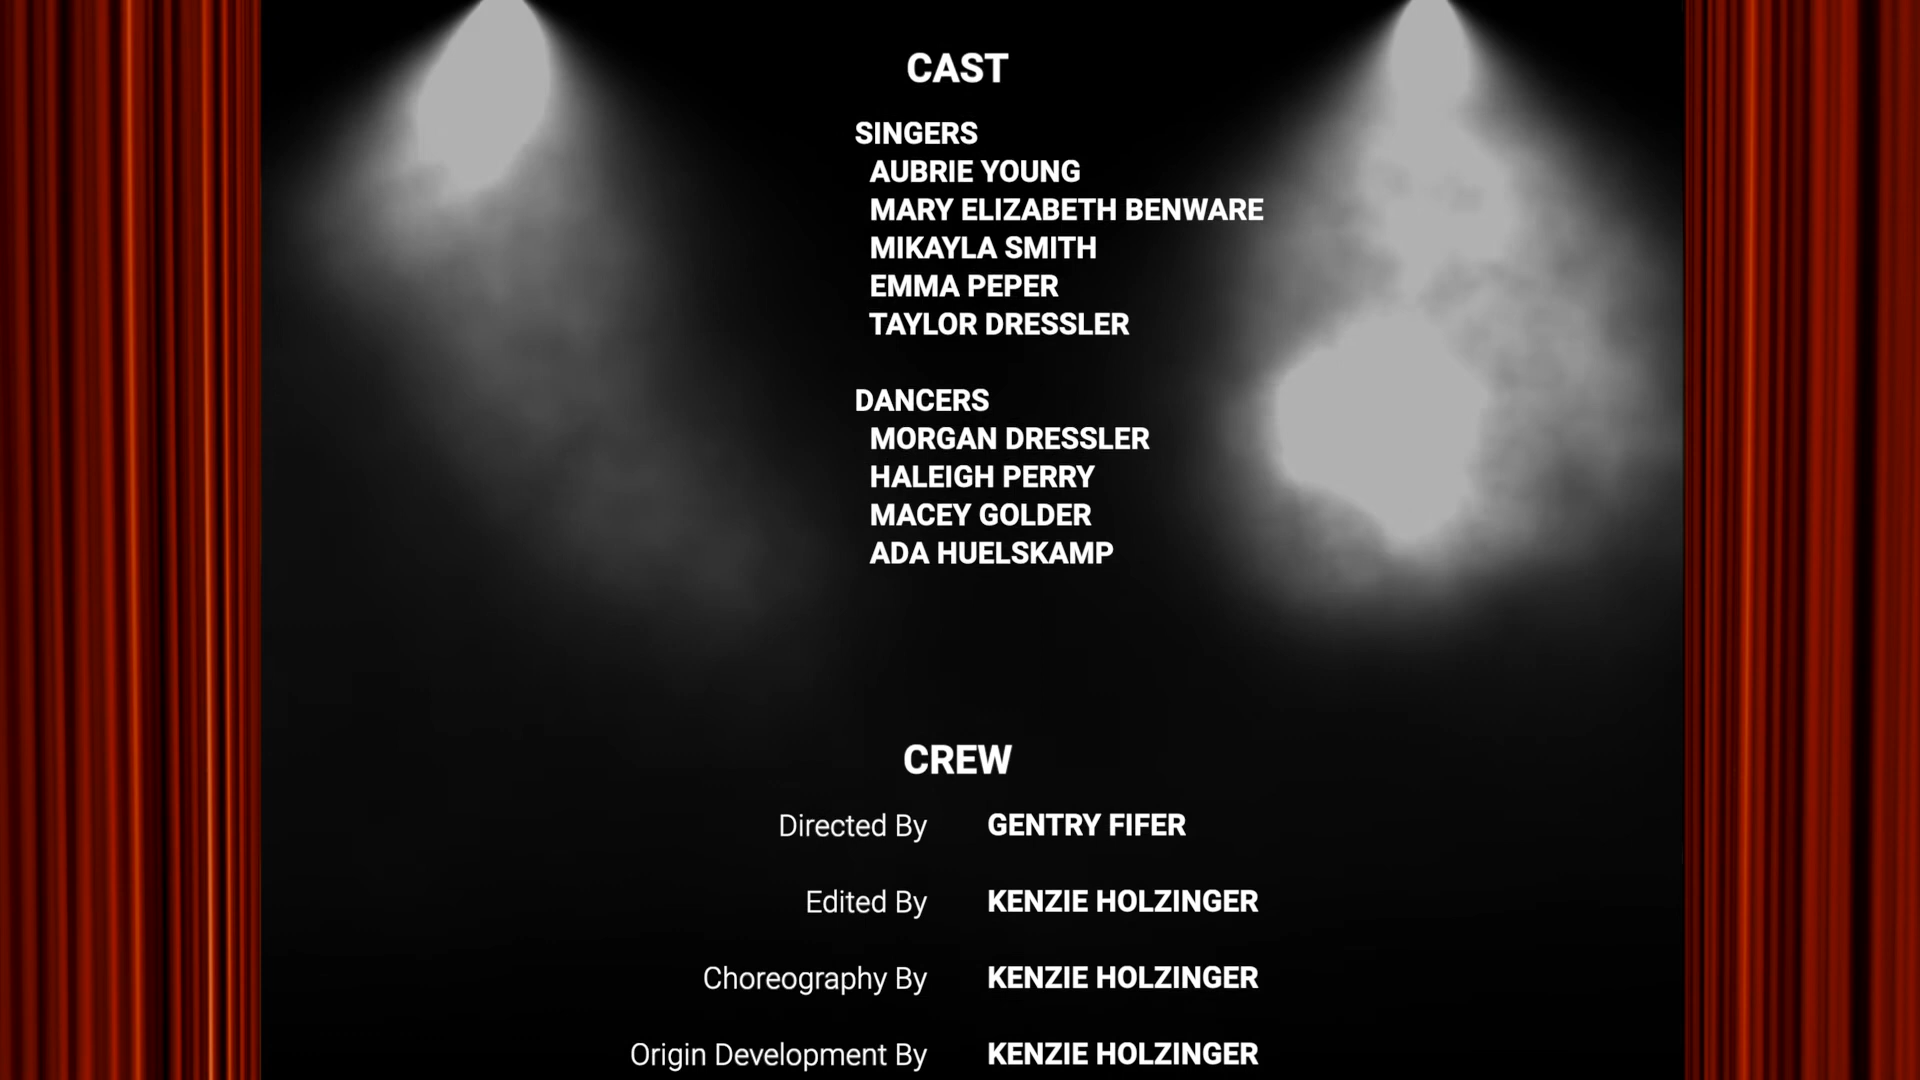 CAST
SINGERS
AUBRIE YOUNG
MARY ELIZABETH BENWARE
MIKAYLA SMITH
EMMA PEPER
TAYLOR DRESSLER
DANCERS
MORGAN DRESSLER
HALEIGH PERRY
MACEY GOLDER
ADA HUELSKAMP
CREW
Directed By GENTRY FIFER
Edited By KENZIE HOLZINGER
Choreography By KENZIE HOLZINGER
Origin Development By KENZIE HOLZINGER